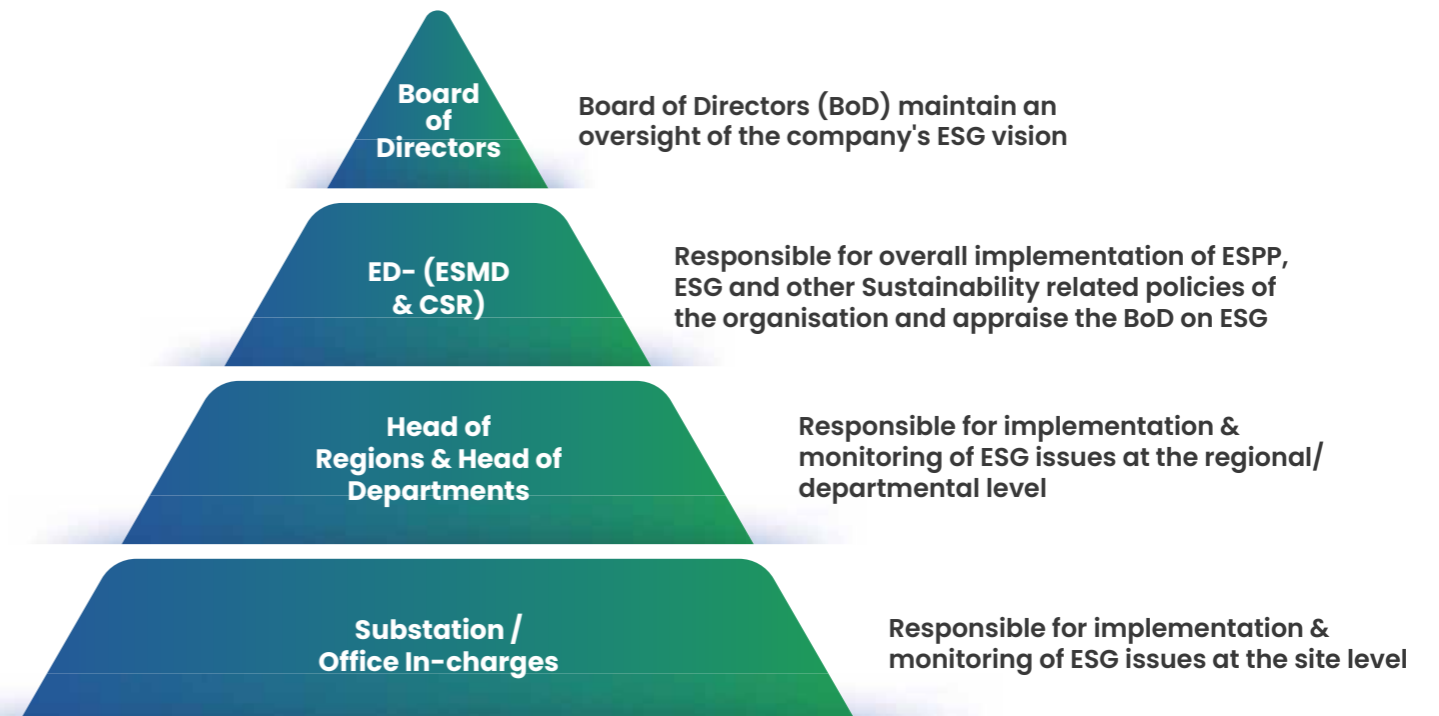 Board
of
Directors
Board of Directors (BoD) maintain an
oversight of the company's ESG vision
ED- (ESMD
& CSR)
Responsible for overall implementation of ESPP,
ESG and other Sustainability related policies of
the organisation and appraise the BoD on ESG
Head of
Regions & Head of
Departments
Responsible for implementation &
monitoring of ESG issues at the regional/
departmental level
Substation /
Office In-charges
Responsible for implementation &
monitoring of ESG issues at the site level